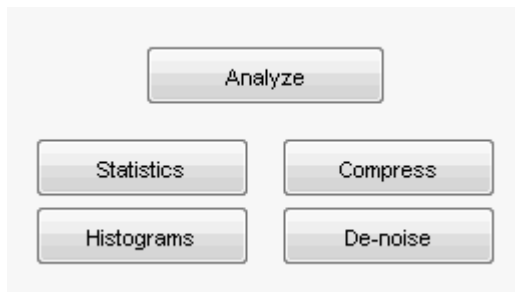 Analyze
Statistics
Compress
Histograms
De-noise